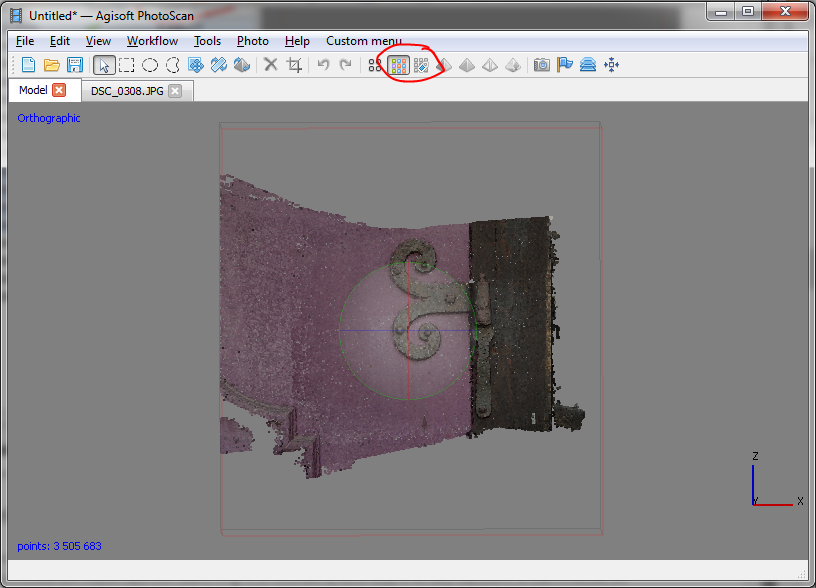 Untitled* — Agisoft PhotoScan
File Edit View Workflow Tools Photo Help Custom menu
Model DSC_0308.JPG
Orthographic
Z
Y X
points: 3 505 683